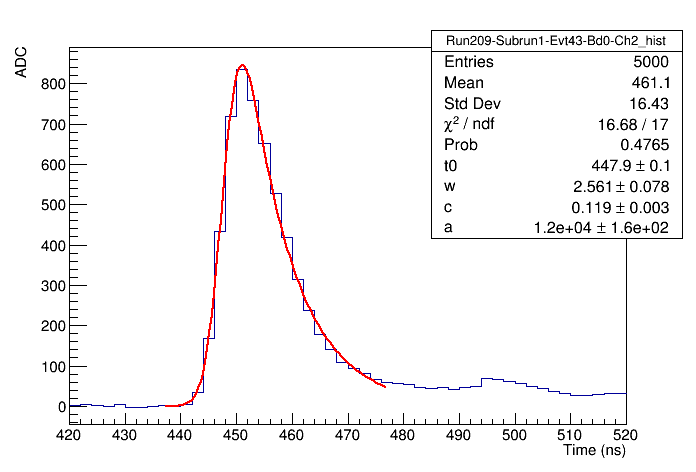 Run209-Subrun1-Evt43-Bd0-Ch2_hist
Entries 5000
Mean 461.1
Std Dev 16.43
χ² / ndf 16.68 / 17
Prob 0.4765
t0 447.9 ± 0.1
w 2.561 ± 0.078
c 0.119 ± 0.003
a 1.2e+04 ± 1.6e+02
ADC
800
700
600
500
400
300
200
100
0
420 430 440 450 460 470 480 490 500 510 520
Time (ns)